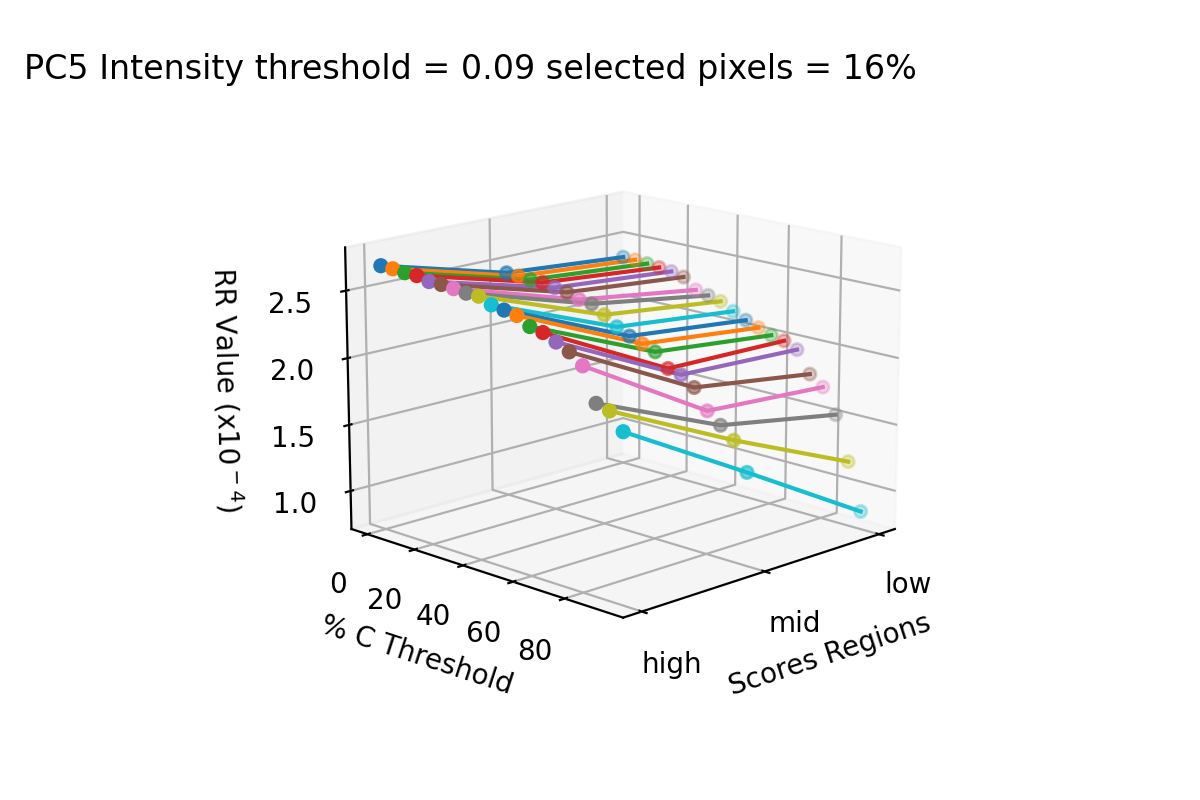 PC5 Intensity threshold = 0.09 selected pixels = 16%
RR Value (x10⁻⁴)
2.5
2.0
1.5
1.0
0
20
40
60
80
% C Threshold
high
mid
low
Scores Regions